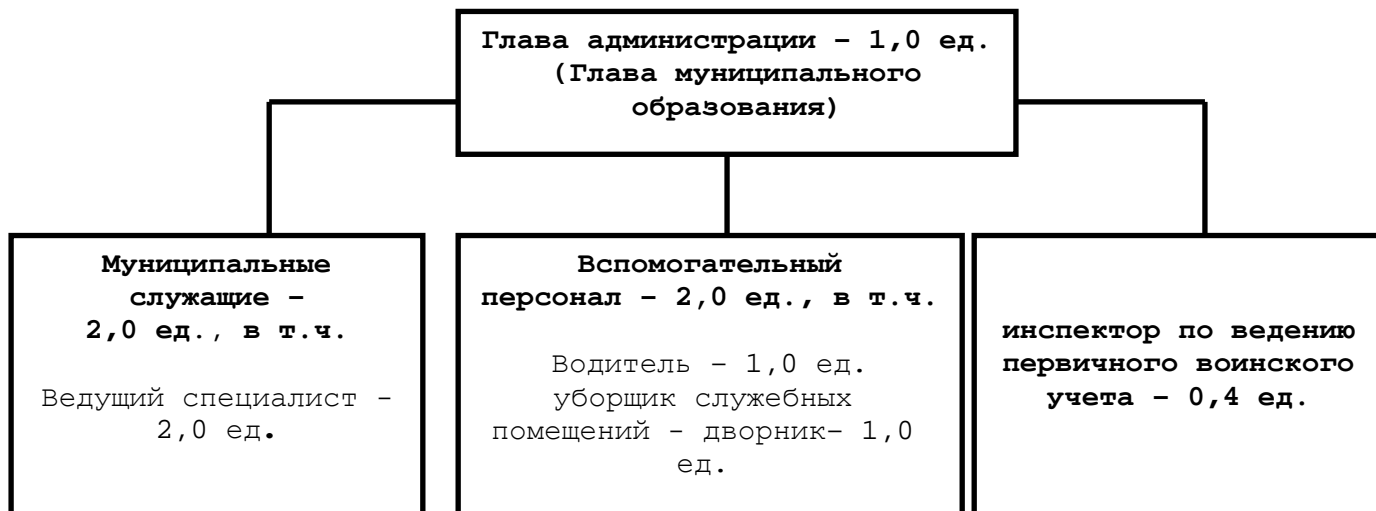 Глава администрации – 1,0 ед.
(Глава муниципального
образования)
Муниципальные
служащие –
2,0 ед., в т.ч.
Ведущий специалист -
2,0 ед.
Вспомогательный
персонал – 2,0 ед., в т.ч.
Водитель – 1,0 ед.
уборщик служебных
помещений - дворник– 1,0
ед.
инспектор по ведению
первичного воинского
учета – 0,4 ед.